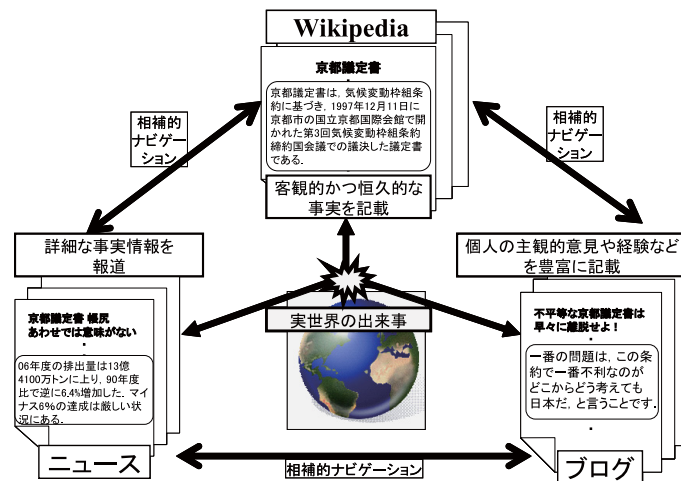 Wikipedia
京都議定書
京都議定書は，気候変動枠組条
約に基づき，1997年12月11日に
京都市の国立京都国際会館で開
かれた第3回気候変動枠組条約
締約国会議での議決した議定書
である．
客観的かつ恒久的な
事実を記載
相補的
ナビゲー
ション
相補的
ナビゲー
ション
詳細な事実情報を
報道
京都議定書 帳尻
あわせでは意味がない
06年度の排出量は13億
4100万トンに上り，90年度
比で逆に6.4%増加した．マイ
ナス6%の達成は厳しい状
況にある．
ニュース
実世界の出来事
個人の主観的意見や経験など
を豊富に記載
不平等な京都議定書は
早々に離脱せよ！
一番の問題は，この条
約で一番不利なのが
どこからどう考えても
日本だ，と言うことです．
ブログ
相補的ナビゲーション